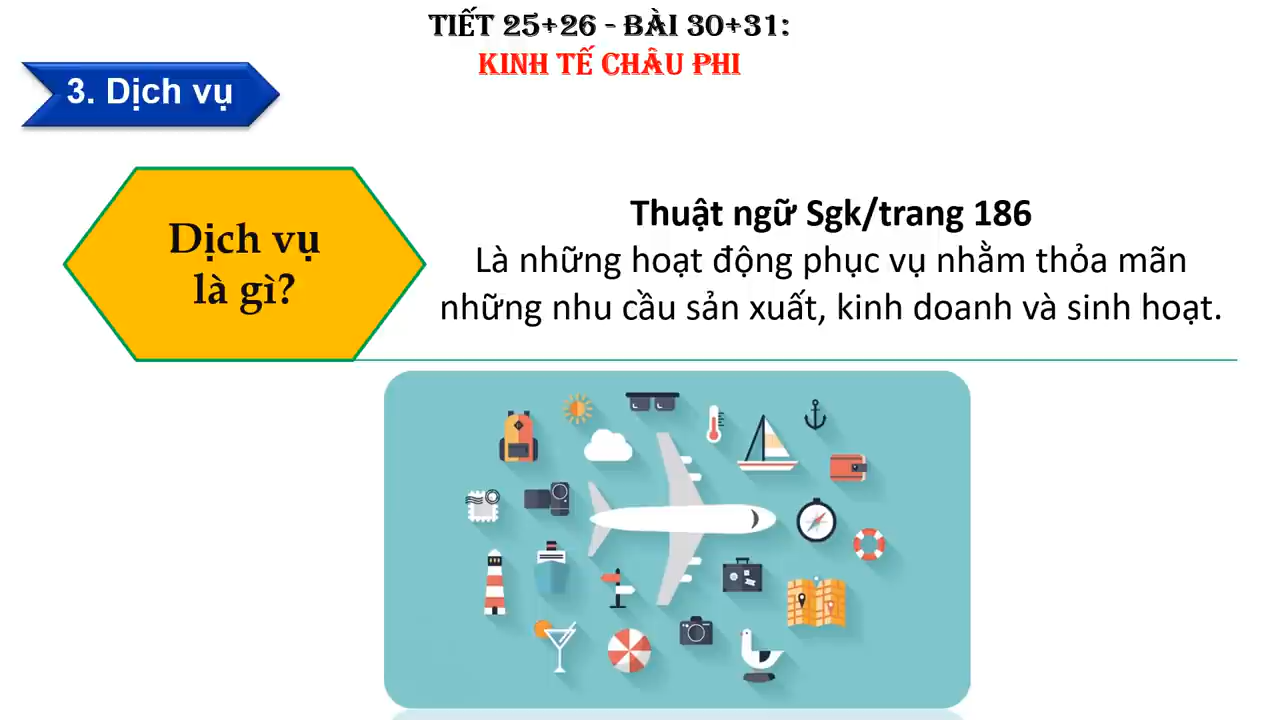 TIẾT 25+26 - BÀI 30+31:
KINH TẾ CHÂU PHI
3. Dịch vụ
Dịch vụ
là gì?
Thuật ngữ Sgk/trang 186
Là những hoạt động phục vụ nhằm thỏa mãn
những nhu cầu sản xuất, kinh doanh và sinh hoạt.